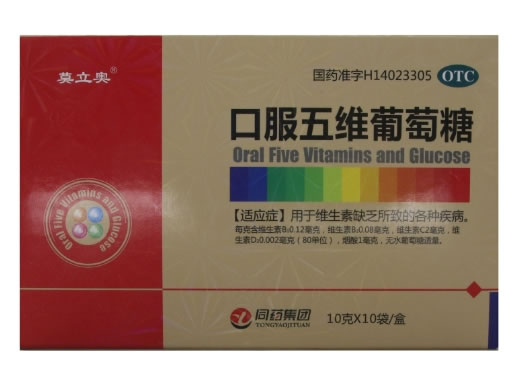 莫立奥®
国药准字H14023305 OTC
口服五维葡萄糖
Oral Five Vitamins and Glucose
【适应症】用于维生素缺乏所致的各种疾病。
每克含维生素B₁0.12毫克，维生素B₂0.08毫克，维生素C2毫克，维
生素D₂0.002毫克（80单位），烟酸1毫克，无水葡萄糖适量。
Oral Five Vitamins and Glucose
同药集团
TONGYAOJITUAN
10克X10袋/盒